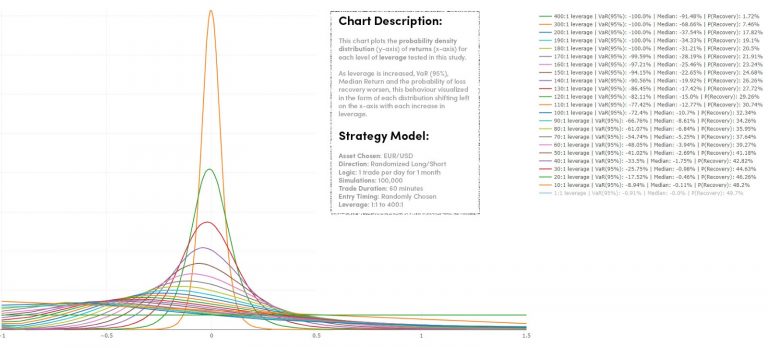 Chart Description:
This chart plots the probability density
distribution (y-axis) of returns (x-axis) for
each level of leverage tested in this study.
As leverage is increased, VaR (95%),
Median Return and the probability of loss
recovery worsen, this behaviour visualized
in the form of each distribution shifting left
on the x-axis with each increase in
leverage.
Strategy Model:
Asset Chosen: EUR/USD
Direction: Randomized Long/Short
Logic: 1 trade per day for 1 month
Simulations: 100,000
Trade Duration: 60 minutes
Entry Timing: Randomly Chosen
Leverage: 1:1 to 400:1
400:1 leverage | VaR(95%): -100.0% | Median: -91.48% | P(Recovery): 1.72%
300:1 leverage | VaR(95%): -100.0% | Median: -68.66% | P(Recovery): 7.46%
200:1 leverage | VaR(95%): -100.0% | Median: -37.54% | P(Recovery): 17.82%
190:1 leverage | VaR(95%): -100.0% | Median: -34.33% | P(Recovery): 19.1%
180:1 leverage | VaR(95%): -100.0% | Median: -31.21% | P(Recovery): 20.5%
170:1 leverage | VaR(95%): -99.59% | Median: -28.19% | P(Recovery): 21.91%
160:1 leverage | VaR(95%): -97.21% | Median: -25.46% | P(Recovery): 23.24%
150:1 leverage | VaR(95%): -94.15% | Median: -22.65% | P(Recovery): 24.68%
140:1 leverage | VaR(95%): -90.56% | Median: -19.92% | P(Recovery): 26.26%
130:1 leverage | VaR(95%): -86.45% | Median: -17.42% | P(Recovery): 27.72%
120:1 leverage | VaR(95%): -82.11% | Median: -15.0% | P(Recovery): 29.26%
110:1 leverage | VaR(95%): -77.42% | Median: -12.77% | P(Recovery): 30.74%
100:1 leverage | VaR(95%): -72.4% | Median: -10.7% | P(Recovery): 32.34%
90:1 leverage | VaR(95%): -66.76% | Median: -8.61% | P(Recovery): 34.26%
80:1 leverage | VaR(95%): -61.07% | Median: -6.84% | P(Recovery): 35.95%
70:1 leverage | VaR(95%): -54.74% | Median: -5.25% | P(Recovery): 37.64%
60:1 leverage | VaR(95%): -48.05% | Median: -3.94% | P(Recovery): 39.27%
50:1 leverage | VaR(95%): -41.02% | Median: -2.69% | P(Recovery): 41.18%
40:1 leverage | VaR(95%): -33.5% | Median: -1.75% | P(Recovery): 42.82%
30:1 leverage | VaR(95%): -25.75% | Median: -0.98% | P(Recovery): 44.63%
20:1 leverage | VaR(95%): -17.52% | Median: -0.46% | P(Recovery): 46.26%
10:1 leverage | VaR(95%): -8.94% | Median: -0.11% | P(Recovery): 48.2%
1:1 leverage | VaR(95%): -0.91% | Median: -0.0% | P(Recovery): 49.7%
-1 -0.5 0 0.5 1 1.5